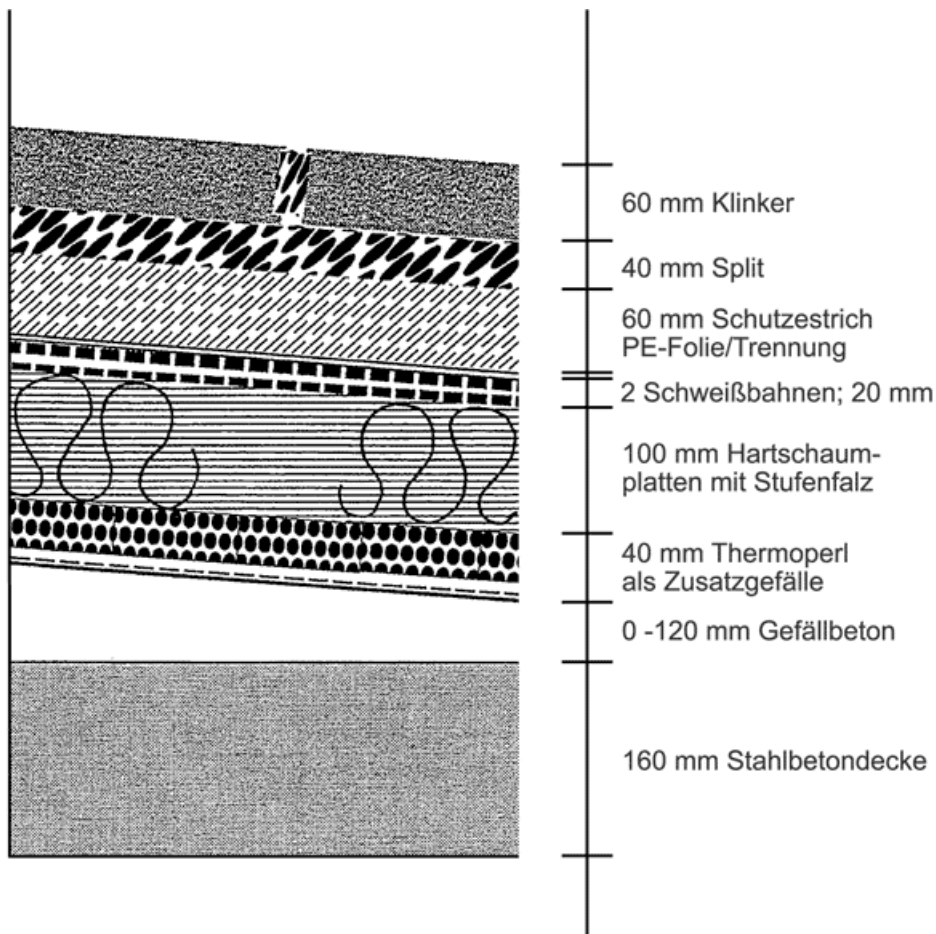 60 mm Klinker
40 mm Split
60 mm Schutzestrich
PE-Folie/Trennung
2 Schweißbahnen; 20 mm
100 mm Hartschaum-
platten mit Stufenfalz
40 mm Thermoperl
als Zusatzgefälle
0 -120 mm Gefällbeton
160 mm Stahlbetondecke